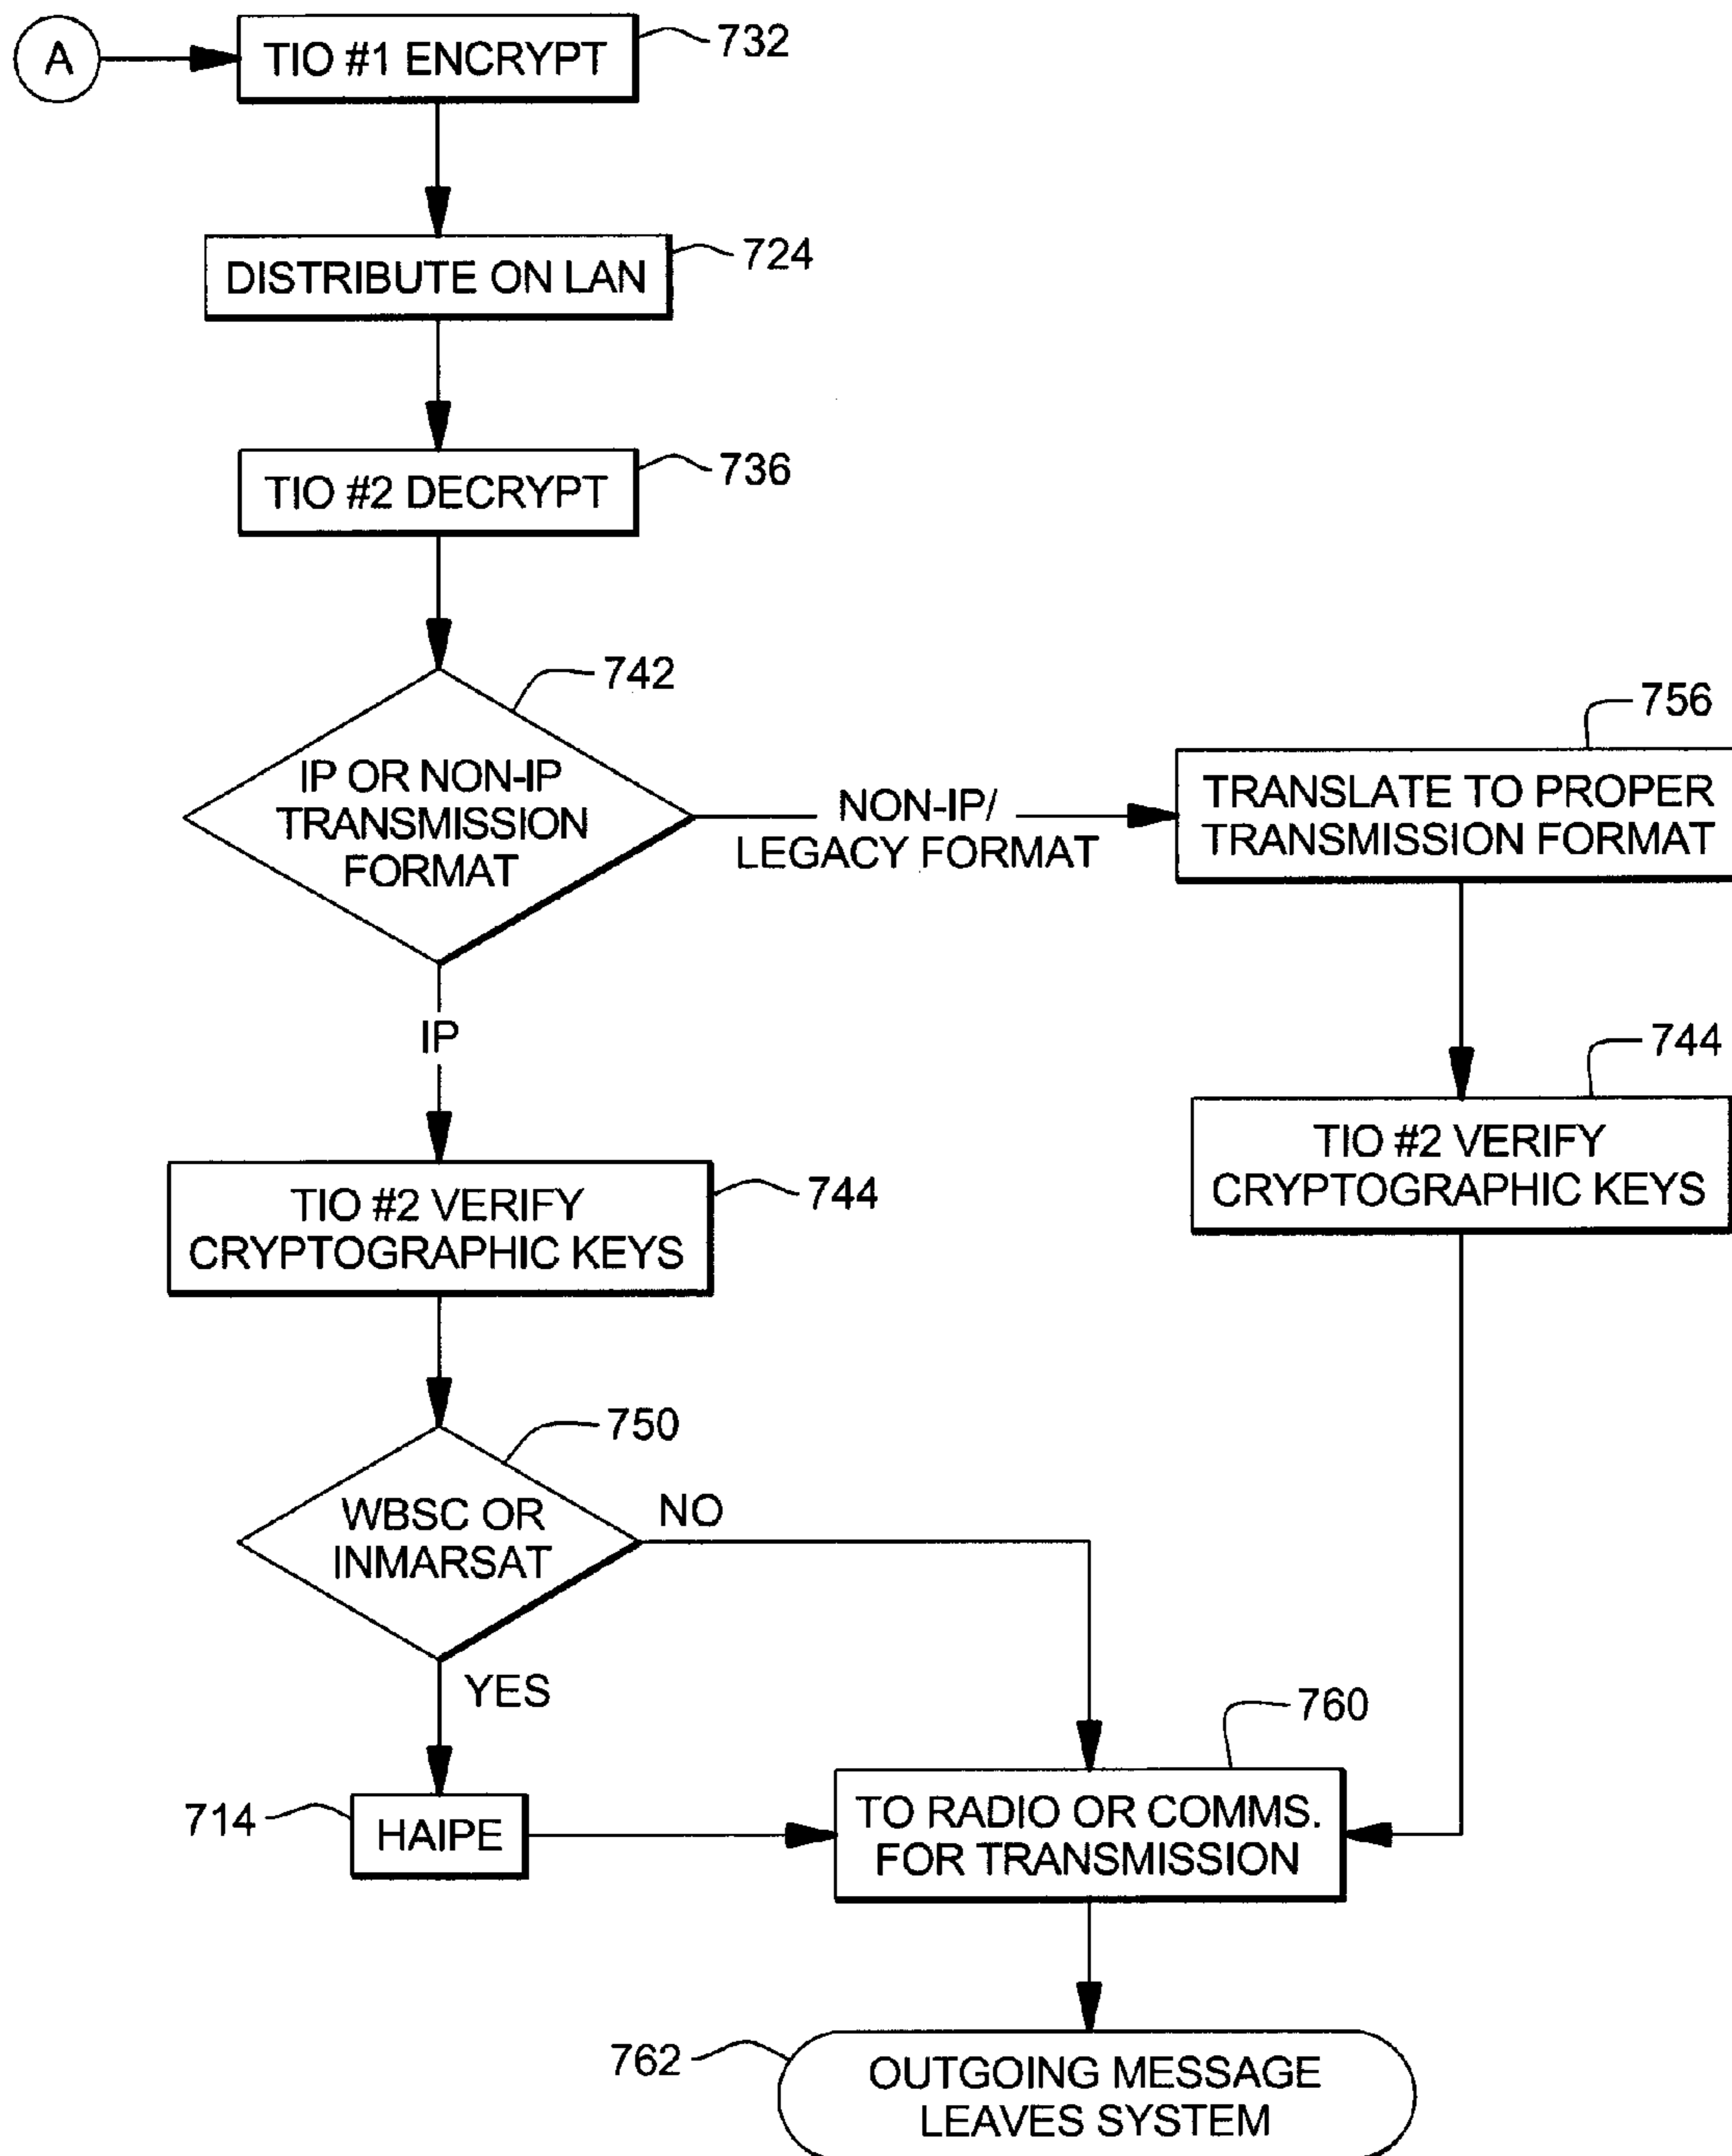 A
TIO #1 ENCRYPT
732
DISTRIBUTE ON LAN
724
TIO #2 DECRYPT
736
742
IP OR NON-IP
TRANSMISSION
FORMAT
NON-IP/
LEGACY FORMAT
756
TRANSLATE TO PROPER
TRANSMISSION FORMAT
IP
744
TIO #2 VERIFY
CRYPTOGRAPHIC KEYS
TIO #2 VERIFY
CRYPTOGRAPHIC KEYS
744
750
WBSC OR
INMARSAT
NO
YES
760
714
HAIPE
TO RADIO OR COMMS.
FOR TRANSMISSION
762
OUTGOING MESSAGE
LEAVES SYSTEM